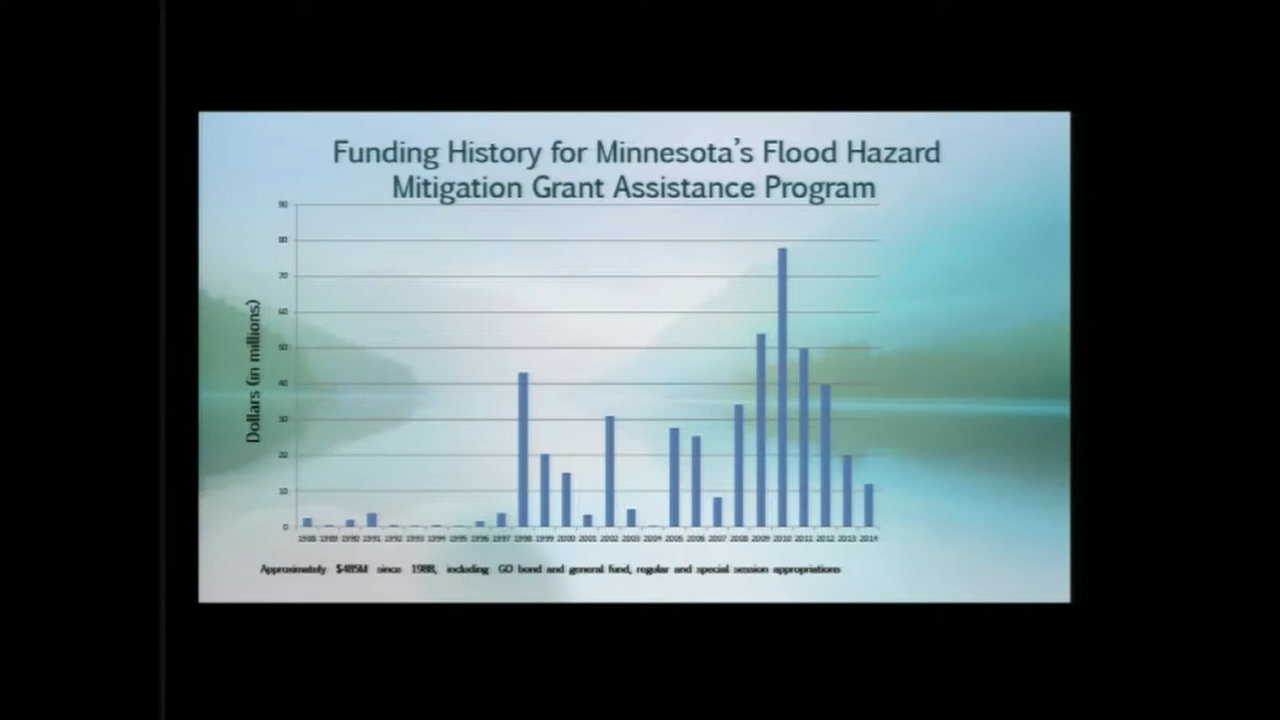 Funding History for Minnesota's Flood Hazard
Mitigation Grant Assistance Program
Dollars (in millions)
90
80
70
60
50
40
30
20
10
0
1988 1989 1990 1991 1992 1993 1994 1995 1996 1997 1998 1999 2000 2001 2002 2003 2004 2005 2006 2007 2008 2009 2010 2011 2012 2013 2014
Approximately $485M since 1988, including GO bond and general fund, regular and special session appropriations